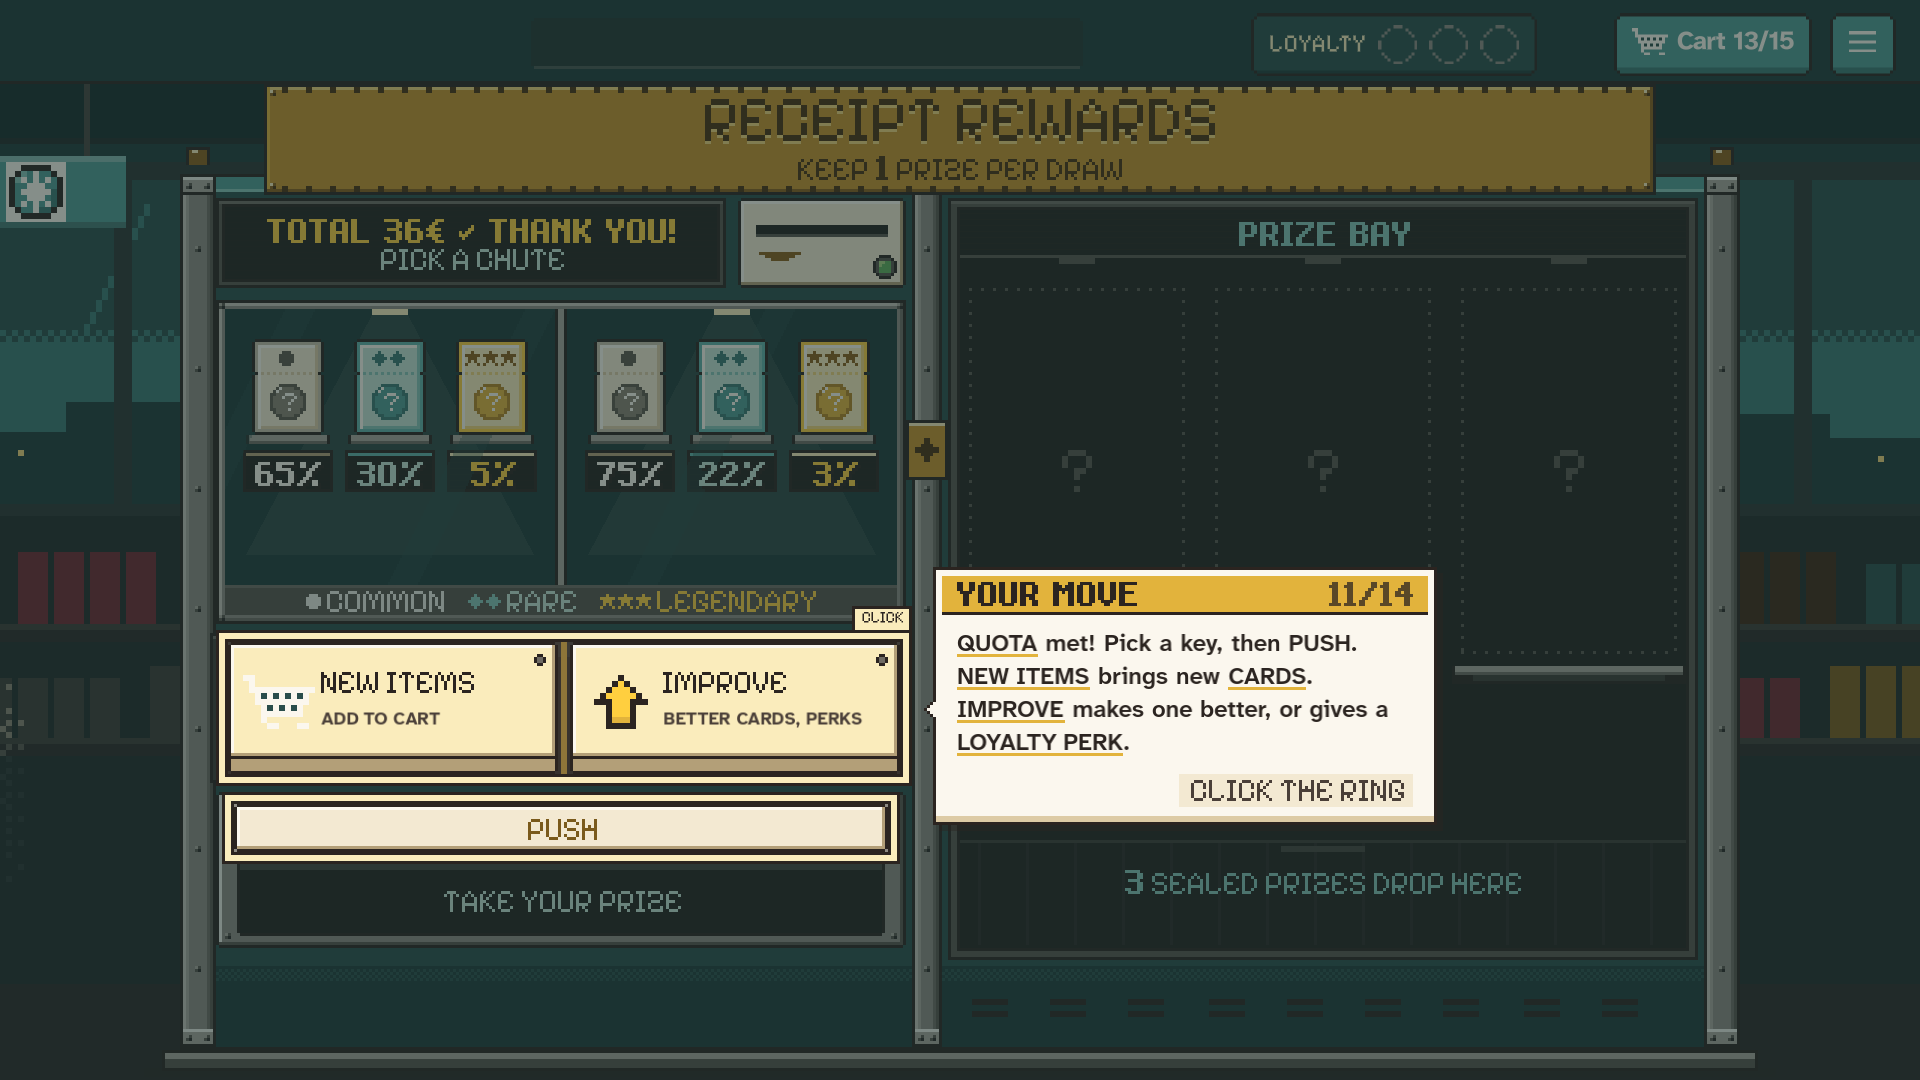 LOYALTY
Cart 13/15
RECEIPT REWARDS
KEEP 1 PRIZE PER DRAW
TOTAL 36€ ✓ THANK YOU!
PICK A CHUTE
PRIZE BAY
? ? ? ? ? ?
65% 30% 5% 75% 22% 3%
? ? ?
●COMMON ♦♦RARE ★★★LEGENDARY
CLICK
NEW ITEMS
ADD TO CART
IMPROVE
BETTER CARDS, PERKS
PUSH
TAKE YOUR PRIZE
YOUR MOVE 11/14
QUOTA met! Pick a key, then PUSH.
NEW ITEMS brings new CARDS.
IMPROVE makes one better, or gives a
LOYALTY PERK.
CLICK THE RING
3 SEALED PRIZES DROP HERE